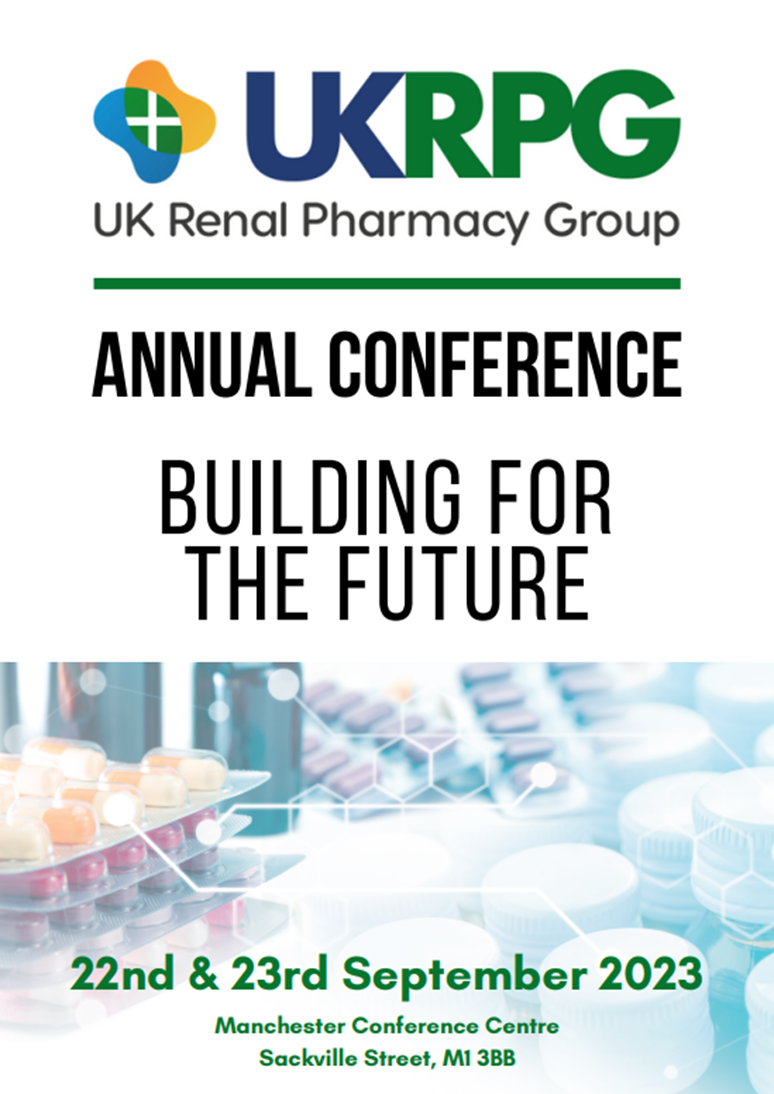 UKRPG
UK Renal Pharmacy Group
ANNUAL CONFERENCE
BUILDING FOR
THE FUTURE
22nd & 23rd September 2023
Manchester Conference Centre
Sackville Street, M1 3BB